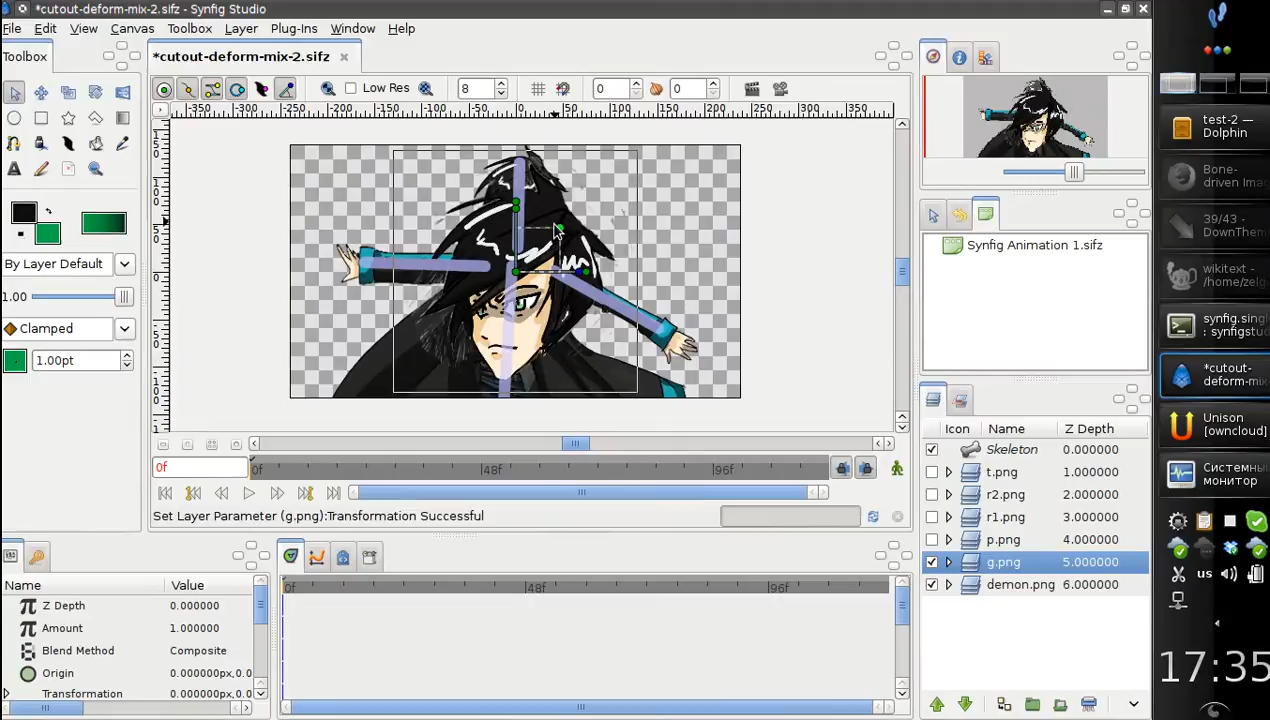 *cutout-deform-mix-2.sifz - Synfig Studio
File Edit View Canvas Toolbox Layer Plug-Ins Window Help
Toolbox
*cutout-deform-mix-2.sifz
Low Res 8 0 0
-350 -300 -250 -200 -150 -100 -50 0 50 100 150 200 250 300 350
By Layer Default
1.00
Clamped
1.00pt
0f 0f 48f 96f
Set Layer Parameter (g.png):Transformation Successful
Name Value
Z Depth 0.000000
Amount 1.000000
Blend Method Composite
Origin 0.000000px,0.0
Transformation 0.000000px,0.0
0f 48f 96f
Synfig Animation 1.sifz
Icon Name Z Depth
Skeleton 0.000000
t.png 1.000000
r2.png 2.000000
r1.png 3.000000
p.png 4.000000
g.png 5.000000
demon.png 6.000000
test-2 —
Dolphin
Bone-
driven Ima
39/43 -
DownThem
wikitext -
/home/zelg
synfig.singl
: synfigstud
*cutout-
deform-mix
Unison
[owncloud]
Системный
монитор
us
17:35